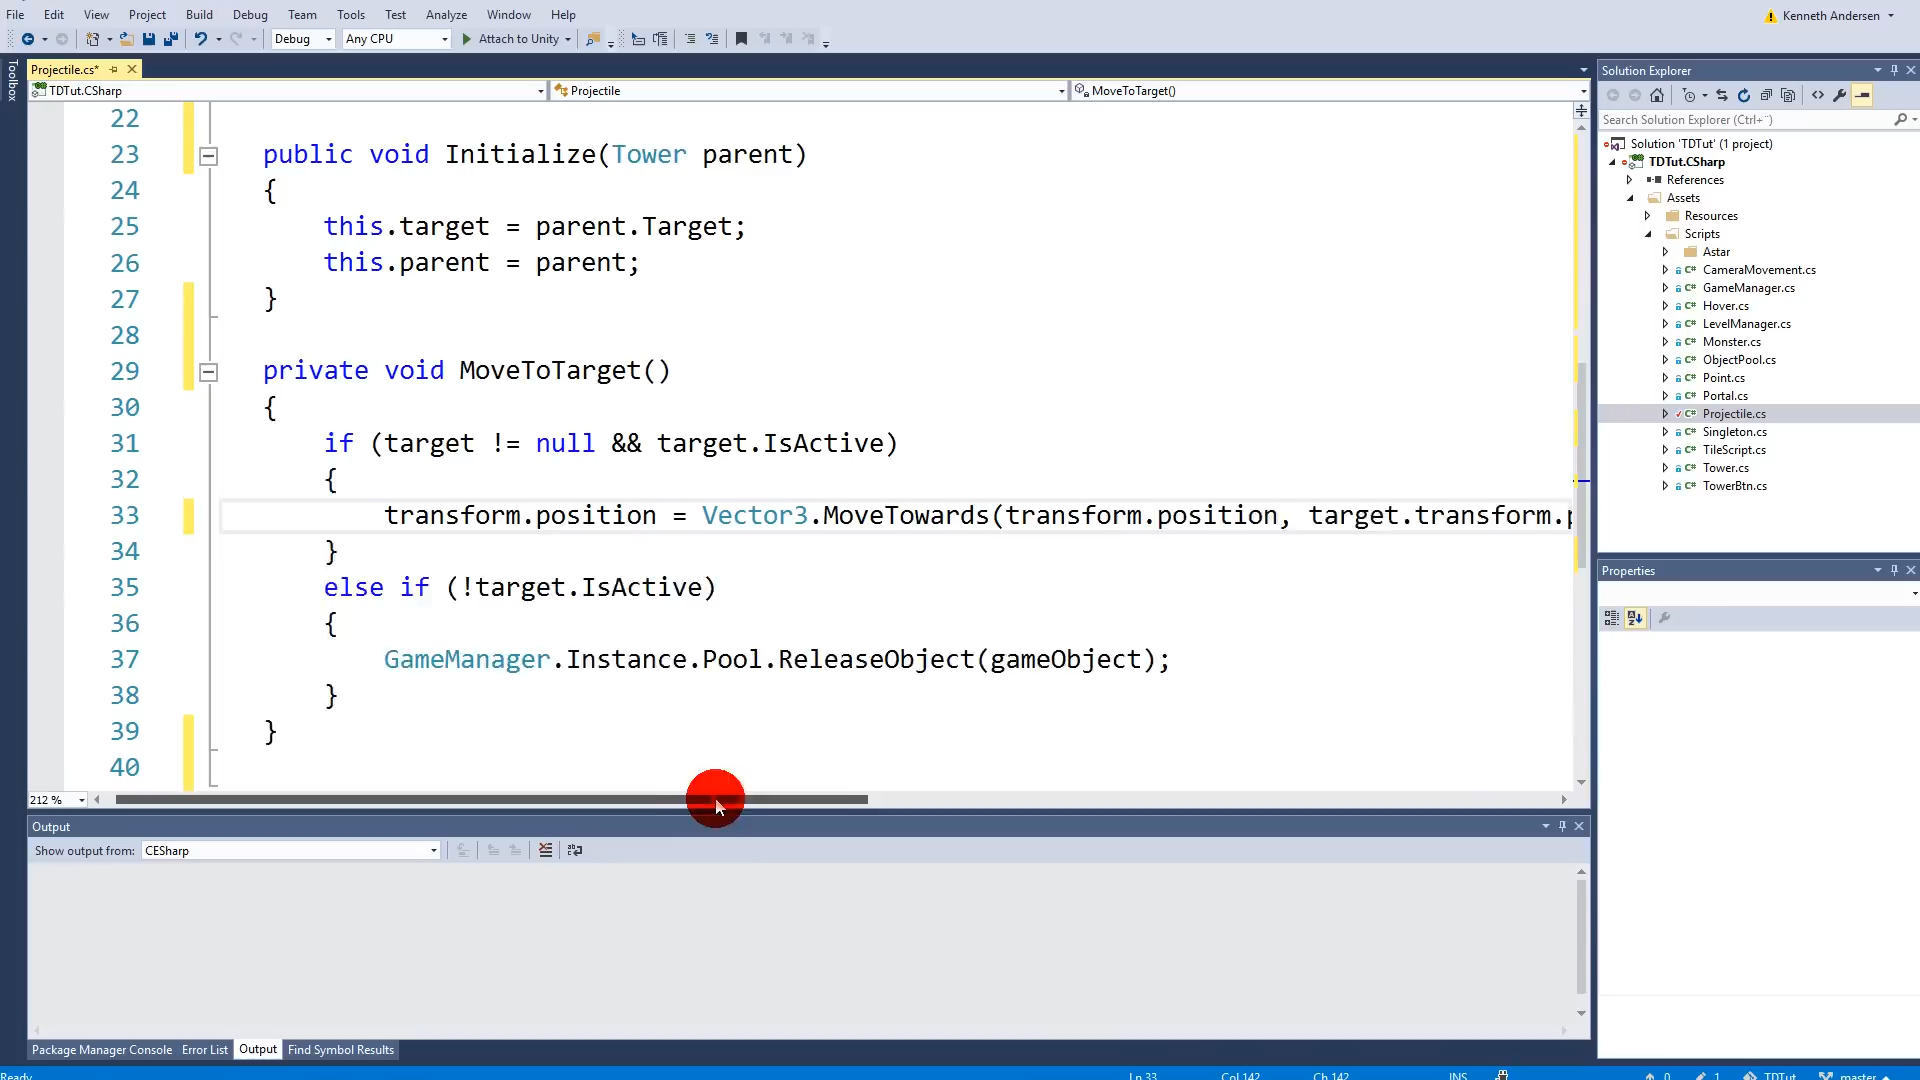 File Edit View Project Build Debug Team Tools Test Analyze Window Help
Kenneth Andersen
Debug Any CPU Attach to Unity
Toolbox
Projectile.cs*
TDTut.CSharp Projectile MoveToTarget()
22
23 public void Initialize(Tower parent)
24 {
25 this.target = parent.Target;
26 this.parent = parent;
27 }
28
29 private void MoveToTarget()
30 {
31 if (target != null && target.IsActive)
32 {
33 transform.position = Vector3.MoveTowards(transform.position, target.transform.p
34 }
35 else if (!target.IsActive)
36 {
37 GameManager.Instance.Pool.ReleaseObject(gameObject);
38 }
39 }
40
212 %
Output
Show output from: CESharp
Package Manager Console Error List Output Find Symbol Results
Solution Explorer
Search Solution Explorer (Ctrl+¨)
Solution 'TDTut' (1 project)
TDTut.CSharp
References
Assets
Resources
Scripts
Astar
C# CameraMovement.cs
C# GameManager.cs
C# Hover.cs
C# LevelManager.cs
C# Monster.cs
C# ObjectPool.cs
C# Point.cs
C# Portal.cs
C# Projectile.cs
C# Singleton.cs
C# TileScript.cs
C# Tower.cs
C# TowerBtn.cs
Properties
Ready Ln 33 Col 142 Ch 142 INS 0 1 TDTut master